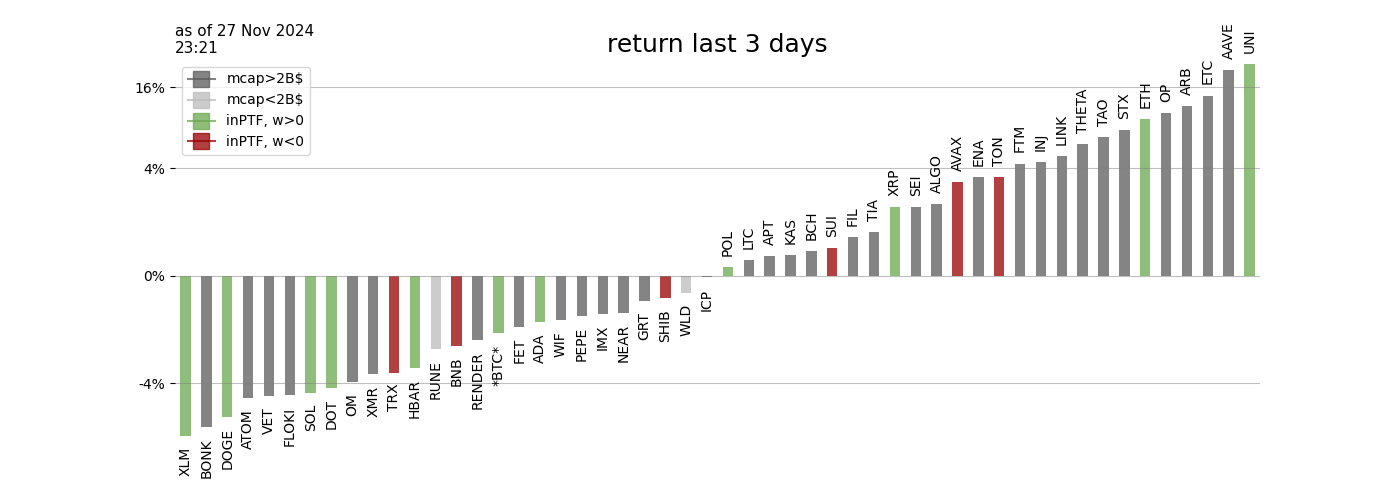 as of 27 Nov 2024
23:21
return last 3 days
mcap>2B$
mcap<2B$
inPTF, w>0
inPTF, w<0
16%
4%
0%
-4%
XLM
BONK
DOGE
ATOM
VET
FLOKI
SOL
DOT
OM
XMR
TRX
HBAR
RUNE
BNB
RENDER
*BTC*
FET
ADA
WIF
PEPE
IMX
NEAR
GRT
SHIB
WLD
ICP
POL
LTC
APT
KAS
BCH
SUI
FIL
TIA
XRP
SEI
ALGO
AVAX
ENA
TON
FTM
INJ
LINK
THETA
TAO
STX
ETH
OP
ARB
ETC
AAVE
UNI